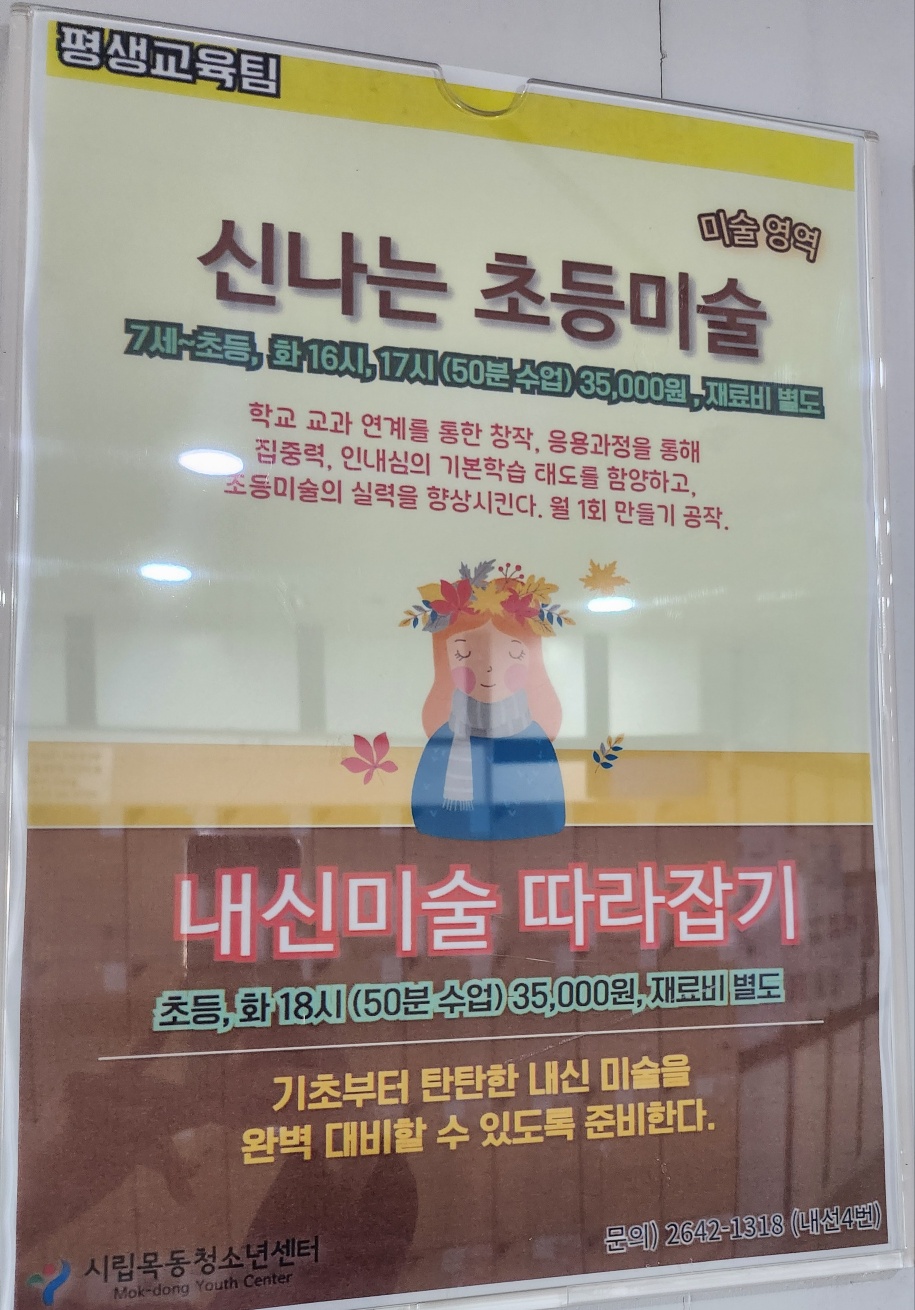 평생교육팀
미술 영역
신나는 초등미술
7세~초등, 화 16시, 17시 (50분 수업) 35,000원, 재료비 별도
학교 교과 연계를 통한 창작, 응용과정을 통해
집중력, 인내심의 기본학습 태도를 함양하고,
초등미술의 실력을 향상시킨다. 월 1회 만들기 공작.
내신미술 따라잡기
초등, 화 18시 (50분 수업) 35,000원, 재료비 별도
기초부터 탄탄한 내신 미술을
완벽 대비할 수 있도록 준비한다.
문의) 2642-1318 (내선4번)
시립목동청소년센터
Mok-dong Youth Center